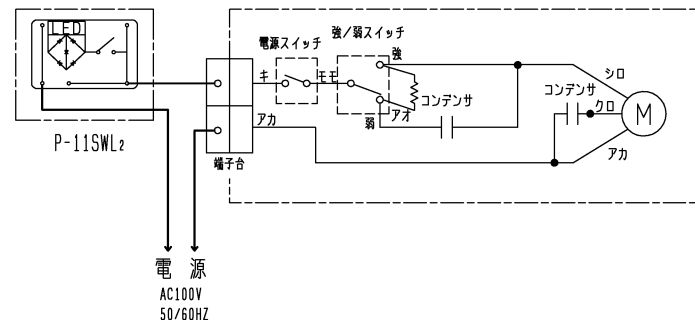 LED
P-11SWL2
電源スイッチ
強/弱スイッチ
強
キ
モモ
コンデンサ
アオ
弱
アカ
端子台
シロ
コンデンサ
クロ
M
アカ
電源
AC100V
50/60HZ